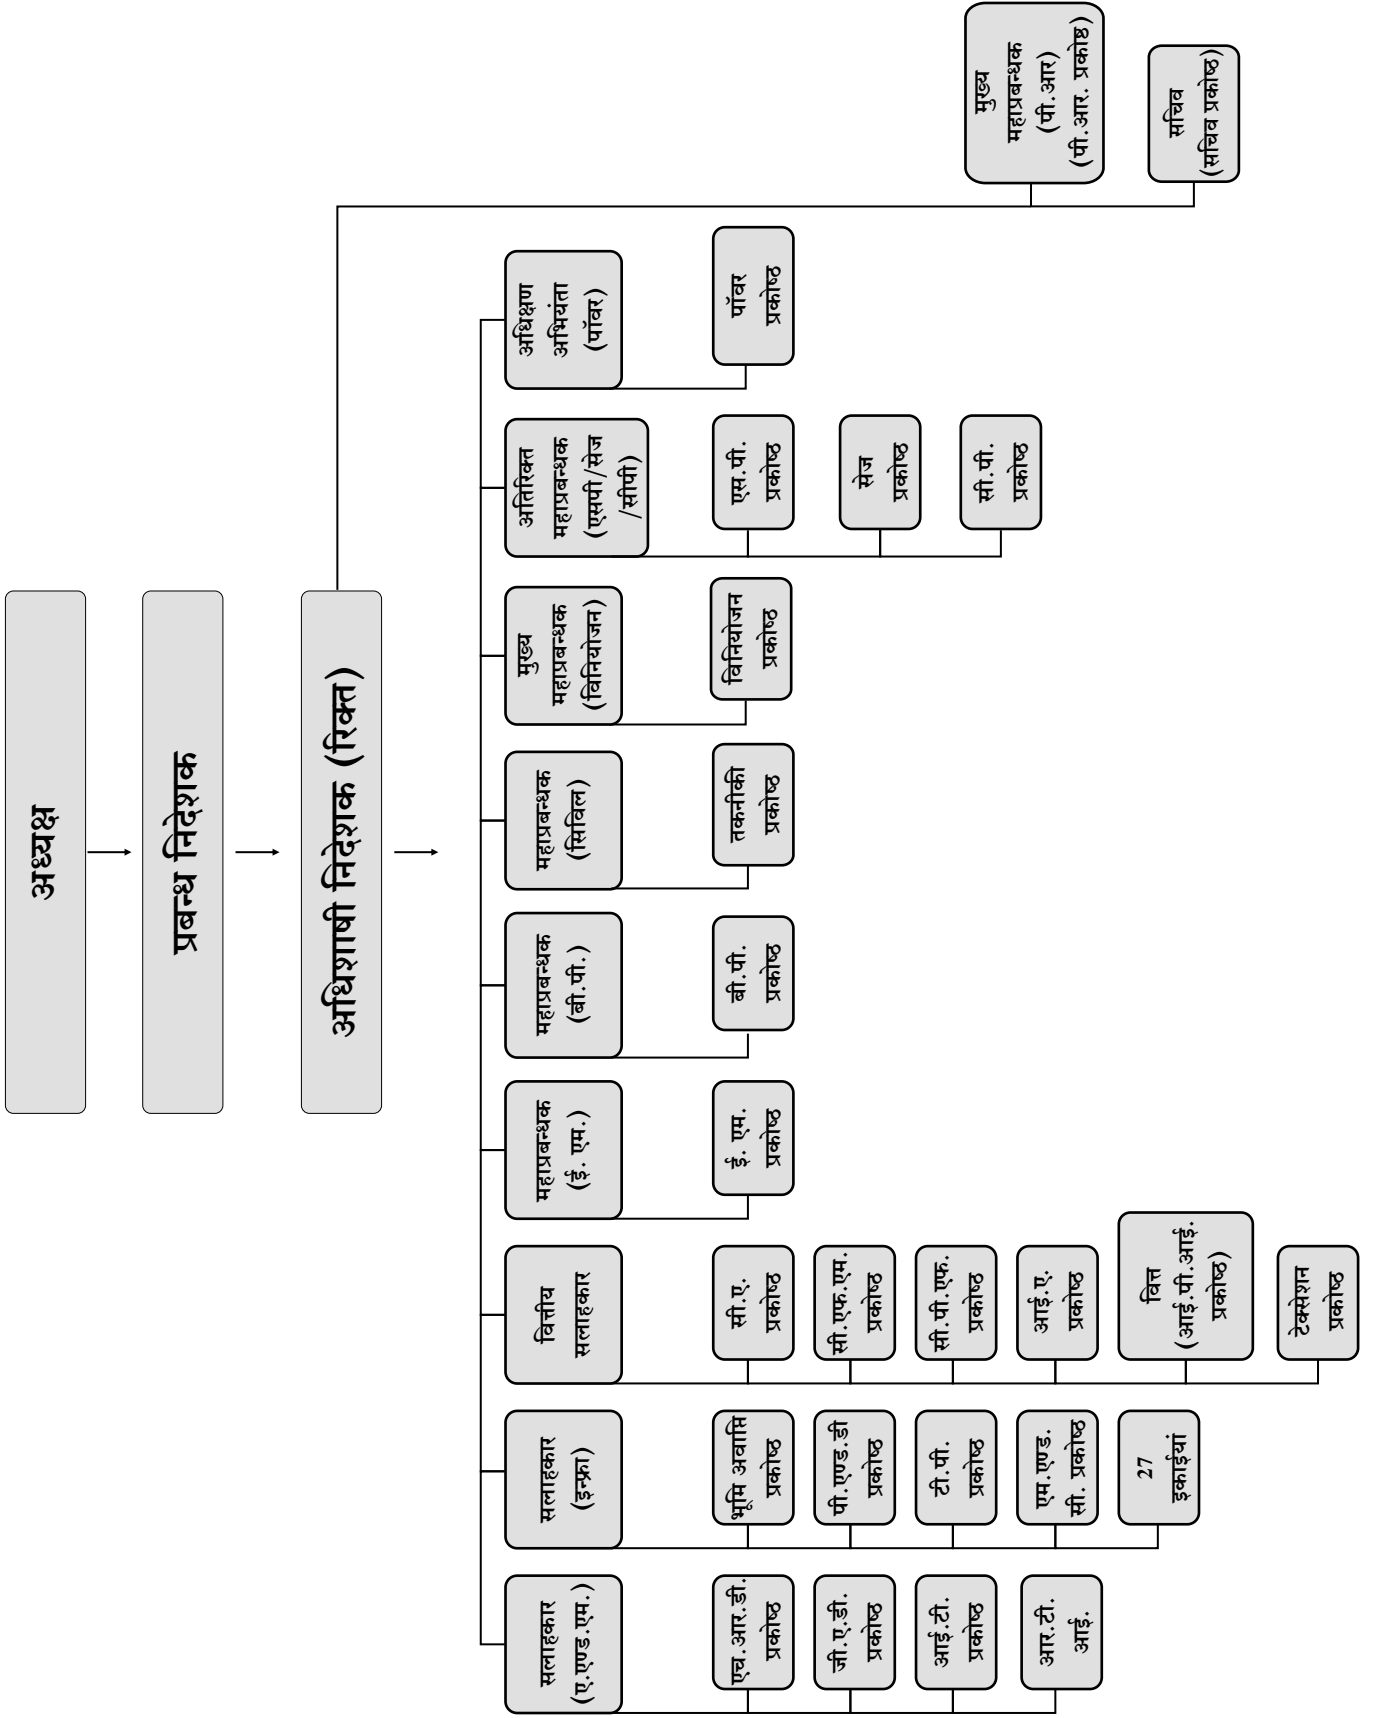 अध्यक्ष
प्रबन्ध निदेशक
अधिशाषी निदेशक (रिक्त)
सलाहकार
(ए.एण्ड.एम.)
सलाहकार
(इन्फ्रा)
वित्तीय
सलाहकार
महाप्रबन्धक
(ई. एम.)
महाप्रबन्धक
(बी.पी.)
महाप्रबन्धक
(सिविल)
मुख्य
महाप्रबन्धक
(विनियोजन)
अतिरिक्त
महाप्रबन्धक
(एसपी/सेज
/सीपी)
अधिक्षण
अभियंता
(पॉवर)
एच.आर.डी.
प्रकोष्ठ
जी.ए.डी.
प्रकोष्ठ
आई.टी.
प्रकोष्ठ
आर.टी.
आई.
भूमि अवाप्ति
प्रकोष्ठ
पी.एण्ड.डी
प्रकोष्ठ
टी.पी.
प्रकोष्ठ
एम.एण्ड.
सी. प्रकोष्ठ
27
इकाईयां
सी.ए.
प्रकोष्ठ
सी.एफ.एम.
प्रकोष्ठ
सी.पी.एफ.
प्रकोष्ठ
आई.ए.
प्रकोष्ठ
वित्त
(आई.पी.आई.
प्रकोष्ठ)
टेक्सेशन
प्रकोष्ठ
ई. एम.
प्रकोष्ठ
बी.पी.
प्रकोष्ठ
तकनीकी
प्रकोष्ठ
विनियोजन
प्रकोष्ठ
एस.पी.
प्रकोष्ठ
सेज
प्रकोष्ठ
सी.पी.
प्रकोष्ठ
पॉवर
प्रकोष्ठ
मुख्य
महाप्रबन्धक
(पी.आर)
(पी.आर. प्रकोष्ठ)
सचिव
(सचिव प्रकोष्ठ)